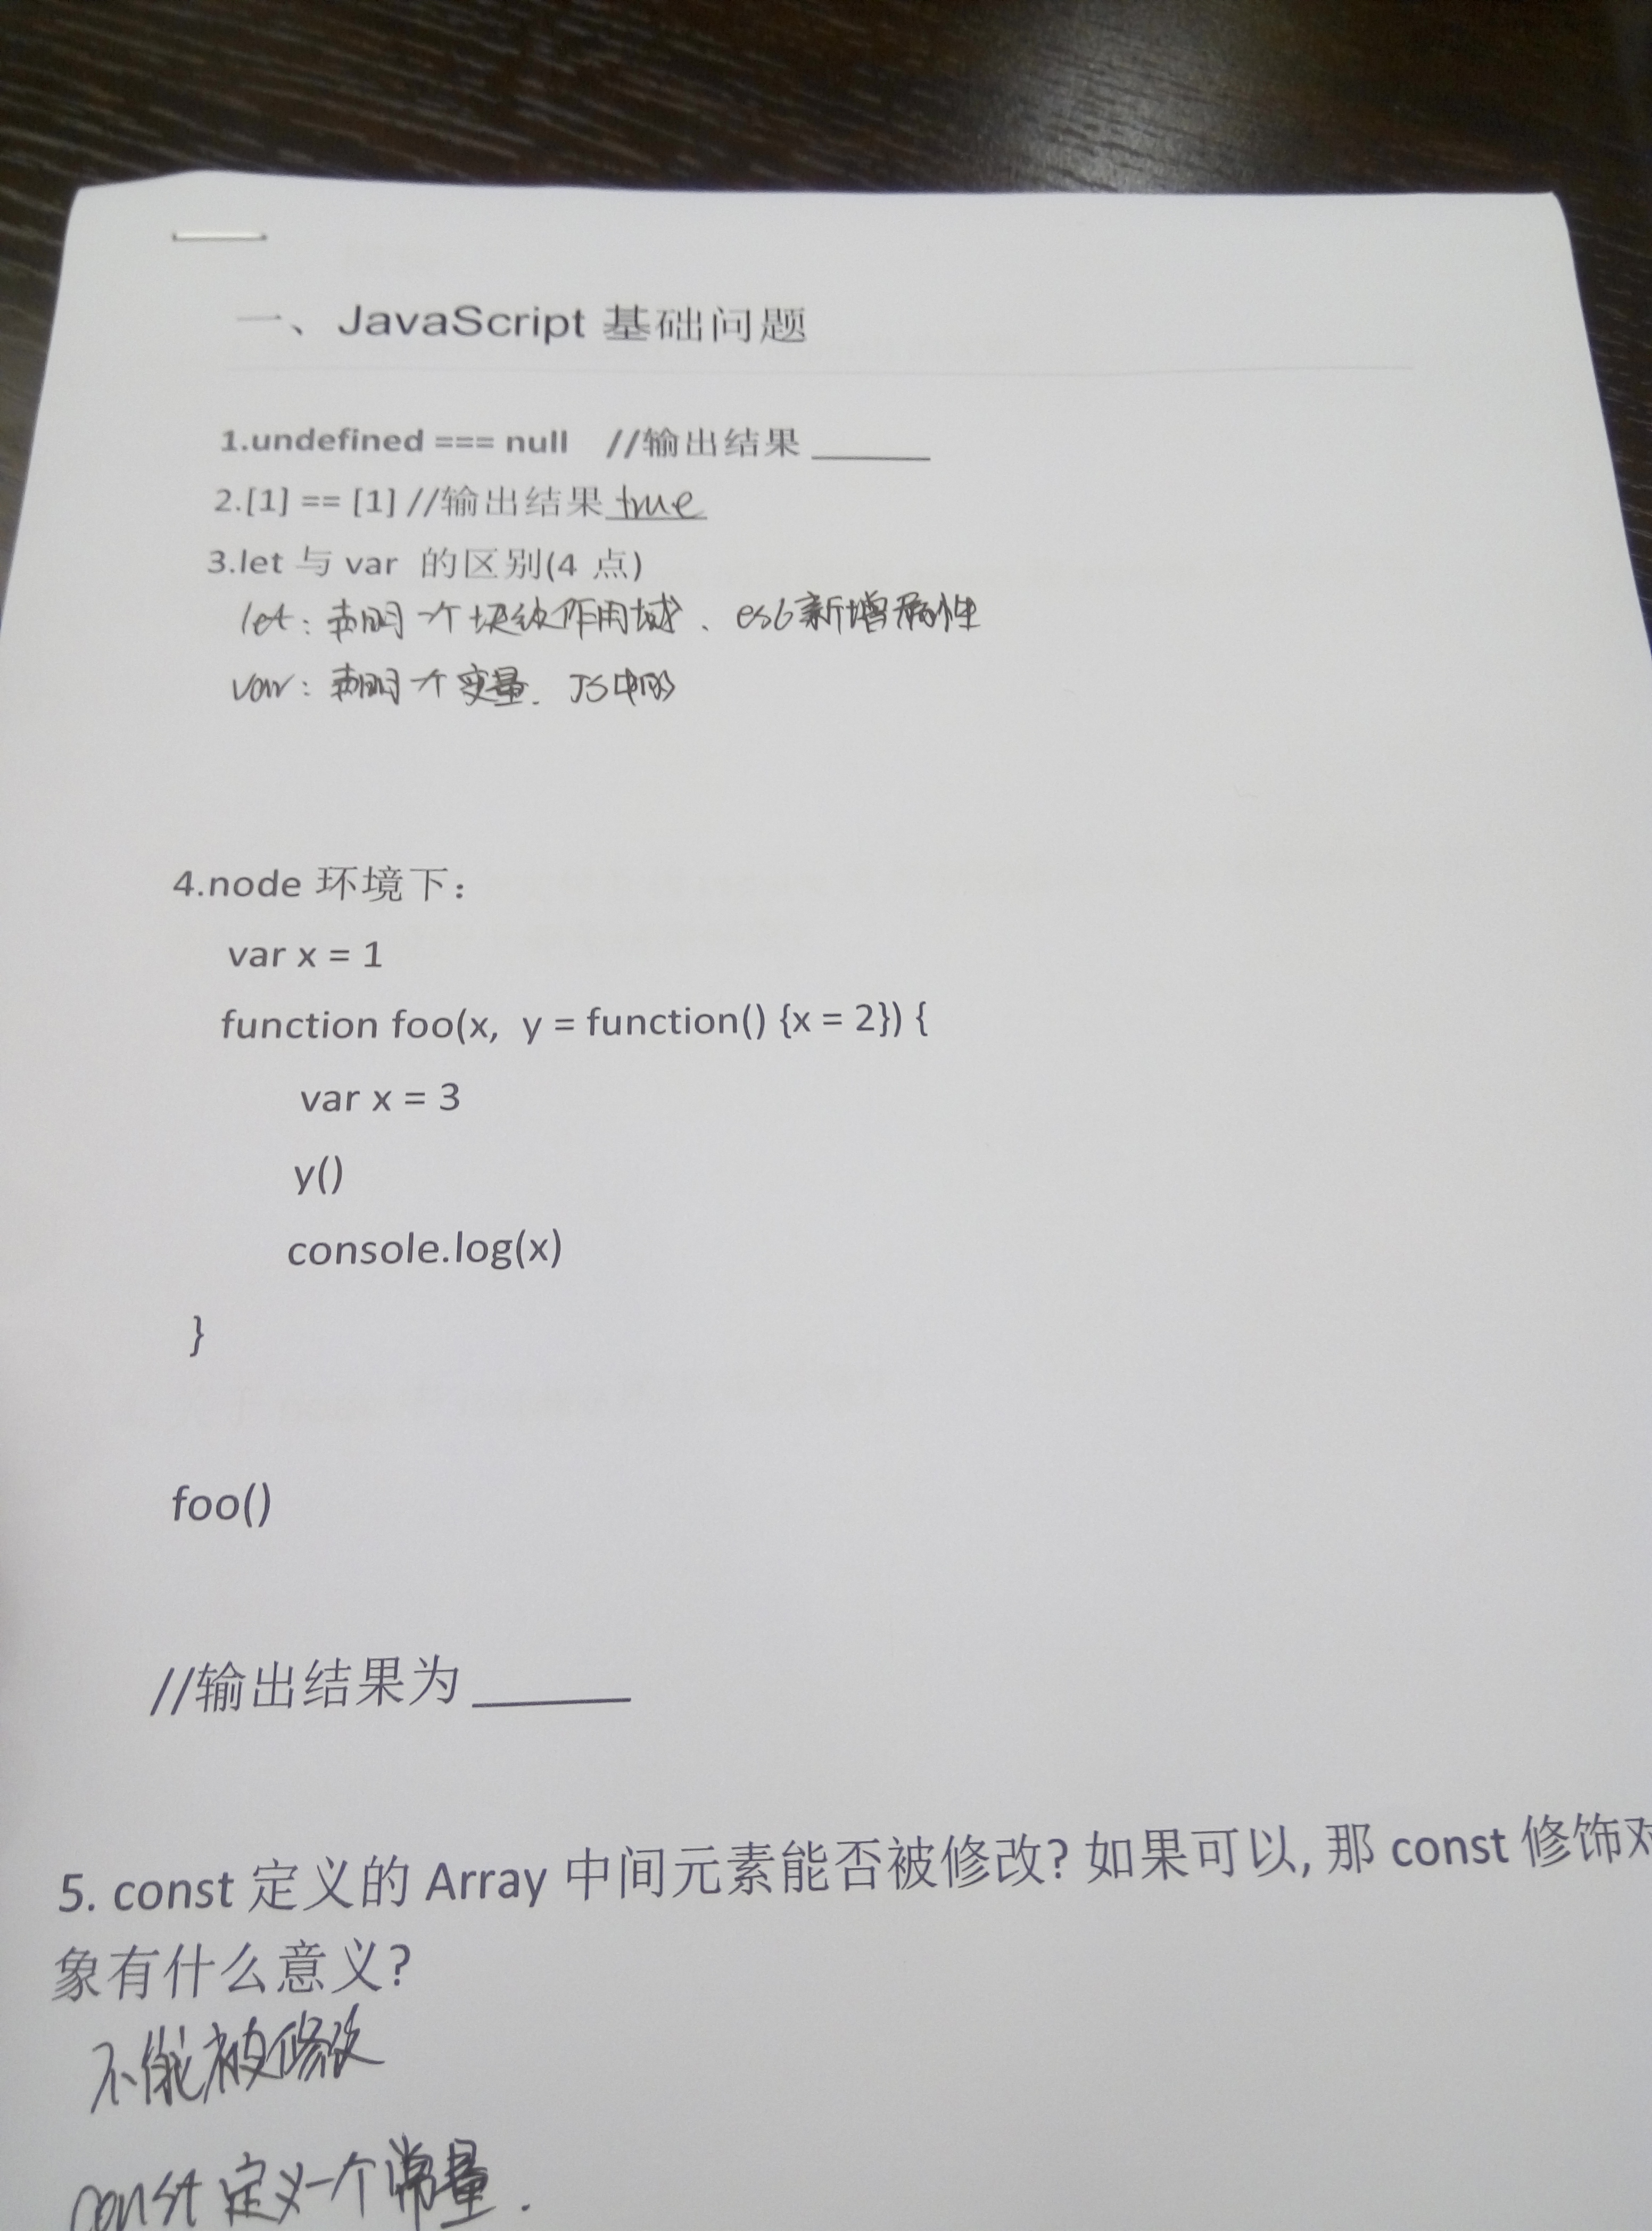 一、JavaScript 基础问题
1.undefined === null //输出结果 ______
2.[1] == [1] //输出结果 true
3.let 与 var 的区别(4 点)
let: 声明一个块级作用域、es6新增属性
var: 声明一个变量. JS中的
4.node 环境下:
var x = 1
function foo(x, y = function() {x = 2}) {
var x = 3
y()
console.log(x)
}
foo()
//输出结果为 ______
5. const 定义的 Array 中间元素能否被修改? 如果可以, 那 const 修饰对
象有什么意义?
不能被修改
const 定义一个常量.